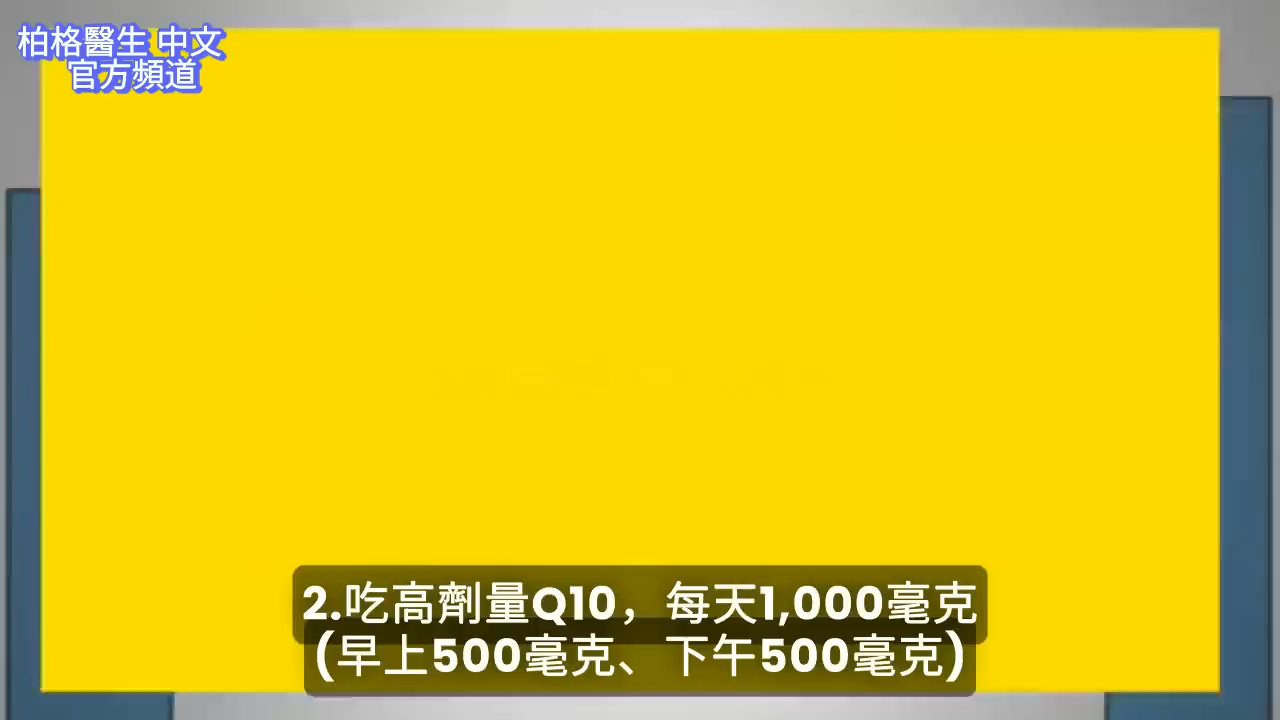 柏格醫生 中文
官方頻道
2.吃高劑量Q10，每天1,000毫克
(早上500毫克、下午500毫克)